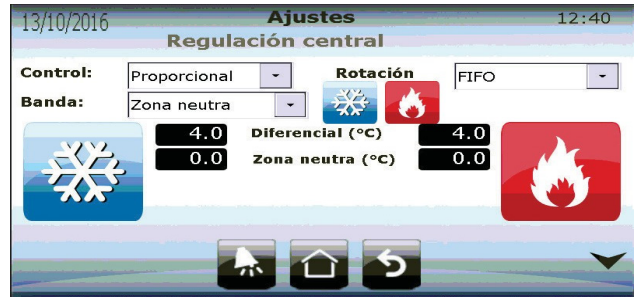 13/10/2016 Ajustes 12:40
Regulación central
Control: Proporcional Rotación FIFO
Banda: Zona neutra
4.0 Diferencial (°C) 4.0
0.0 Zona neutra (°C) 0.0